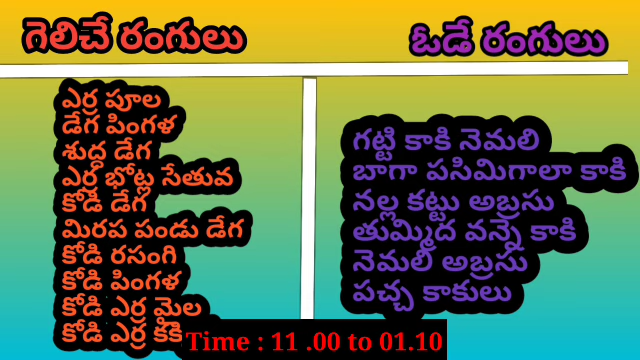 గెలిచే రంగులు
ఓడే రంగులు
ఎర్ర పూల
డేగ పింగళ
శుద్ధ డేగ
ఎర్ర భోట్ల సేతువ
కోడి డేగ
మిరప పండు డేగ
కోడి రసంగి
కోడి పింగళ
కోడి ఎర్ర మైల
కోడి ఎర్ర
గట్టి కాకి నెమలి
బాగా పసిమిగాలా కాకి
నల్ల కట్టు అబ్రసు
తుమ్మిద వన్నె కాకి
నెమలి అబ్రసు
పచ్చ కాకులు
Time : 11 .00 to 01.10